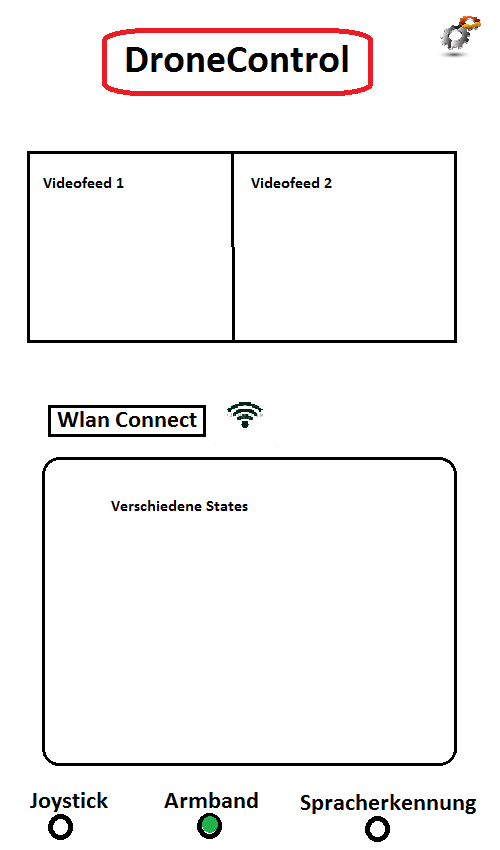 DroneControl
Videofeed 1
Videofeed 2
Wlan Connect
Verschiedene States
Joystick
Armband
Spracherkennung